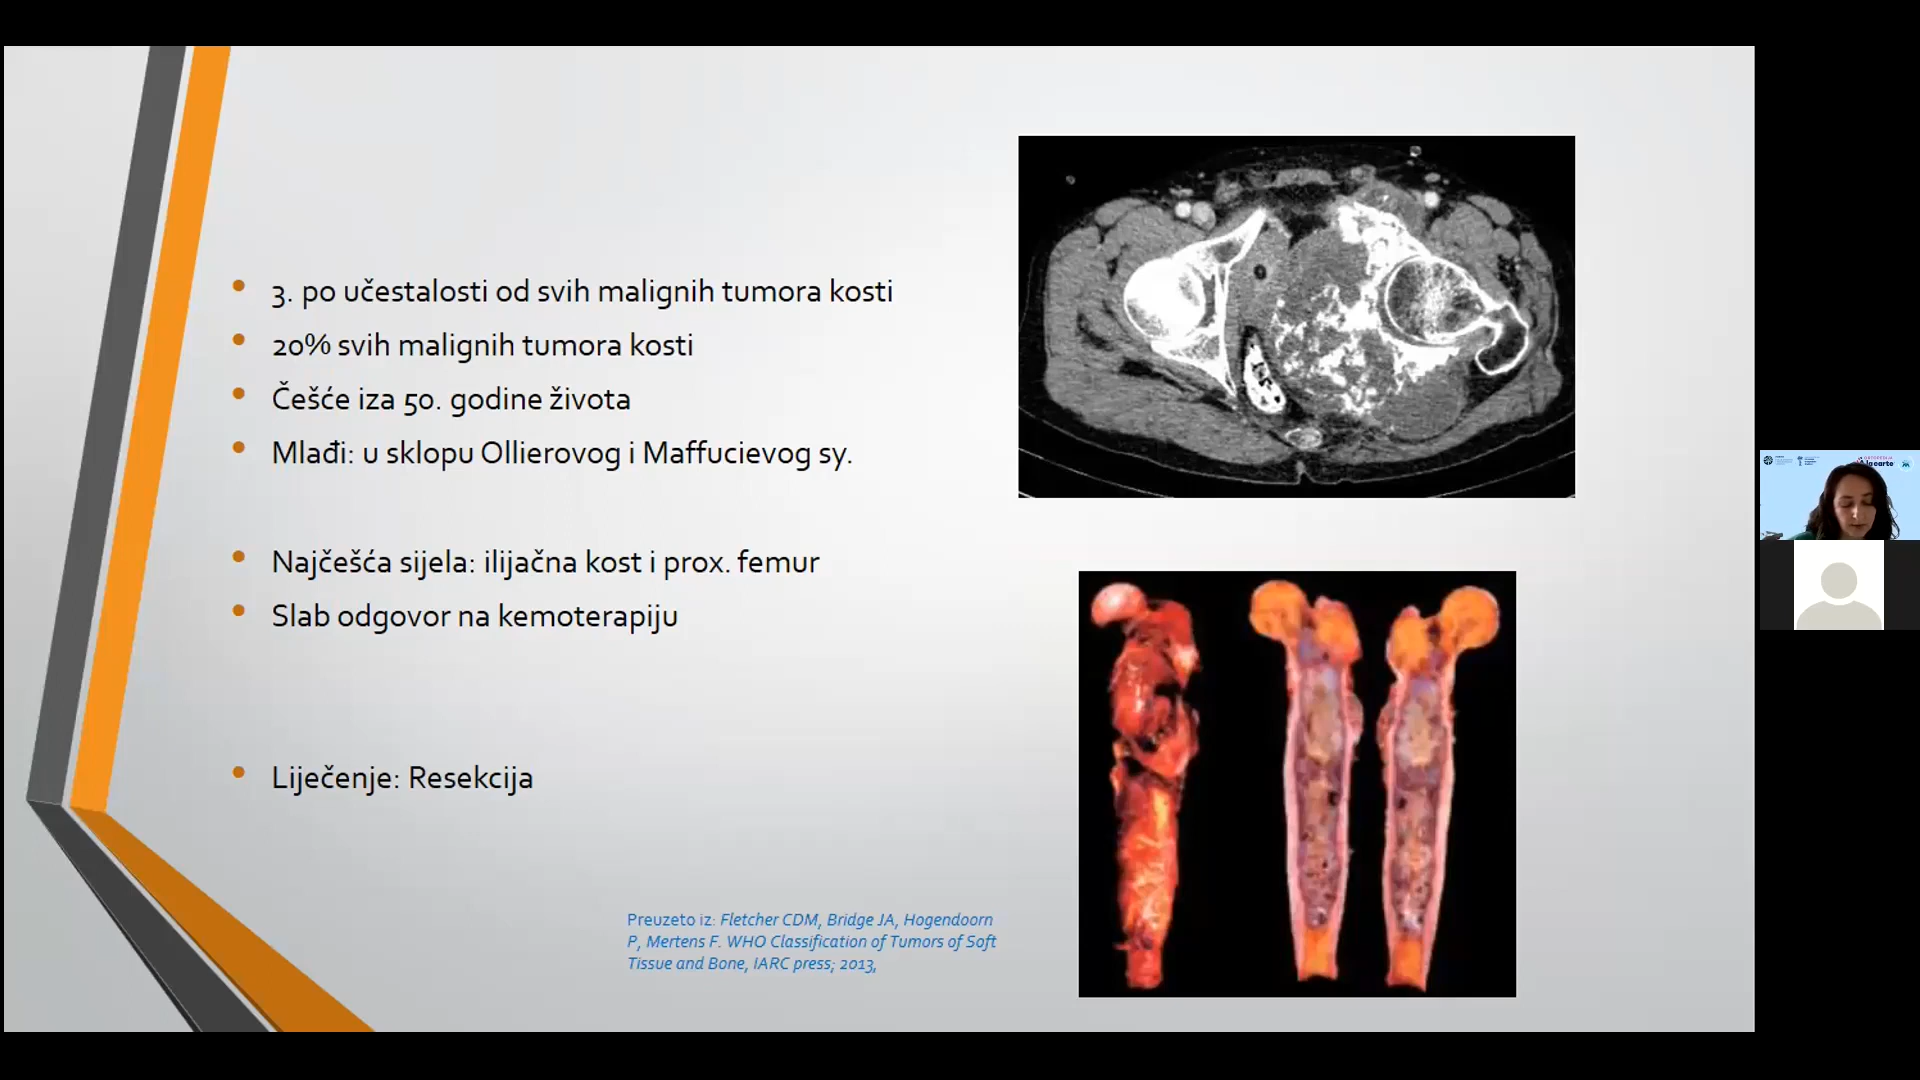 3. po učestalosti od svih malignih tumora kosti
20% svih malignih tumora kosti
Češće iza 50. godine života
Mlađi: u sklopu Ollierovog i Maffucievog sy.
Najčešća sijela: ilijačna kost i prox. femur
Slab odgovor na kemoterapiju
Liječenje: Resekcija
Preuzeto iz: Fletcher CDM, Bridge JA, Hogendoorn
P, Mertens F. WHO Classification of Tumors of Soft
Tissue and Bone, IARC press; 2013,
ORTOPEDIJA